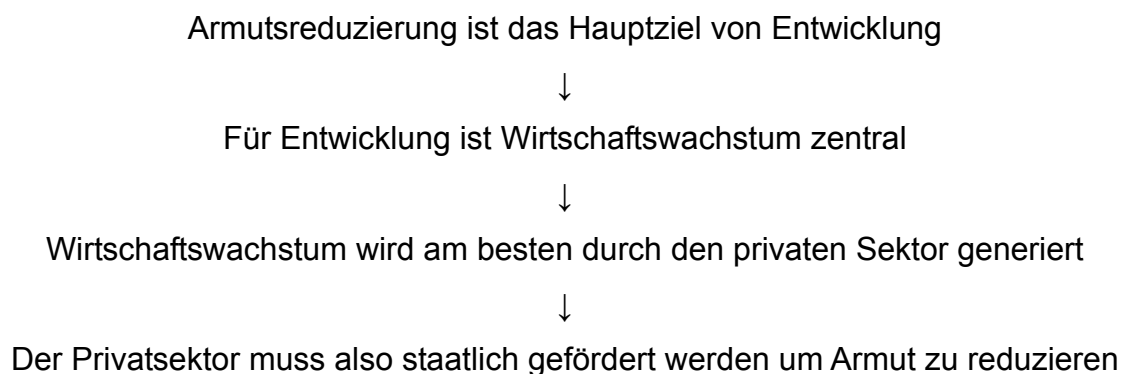 Armutsreduzierung ist das Hauptziel von Entwicklung
↓
Für Entwicklung ist Wirtschaftswachstum zentral
↓
Wirtschaftswachstum wird am besten durch den privaten Sektor generiert
↓
Der Privatsektor muss also staatlich gefördert werden um Armut zu reduzieren